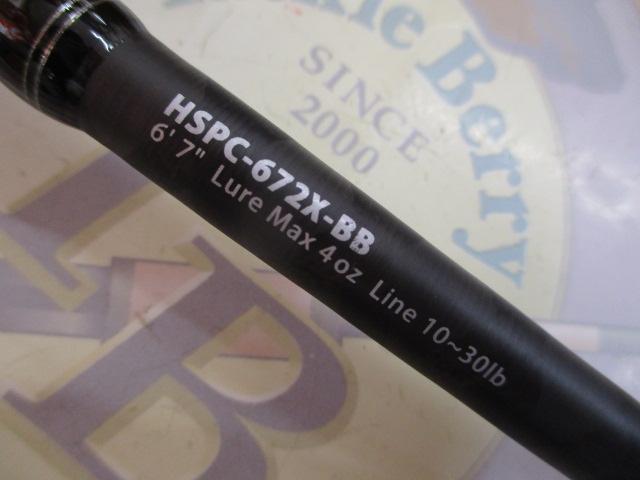 Berry
SINCE
2000
HSPC-672X-BB
6'7" Lure Max 4oz Line 10~30lb
B